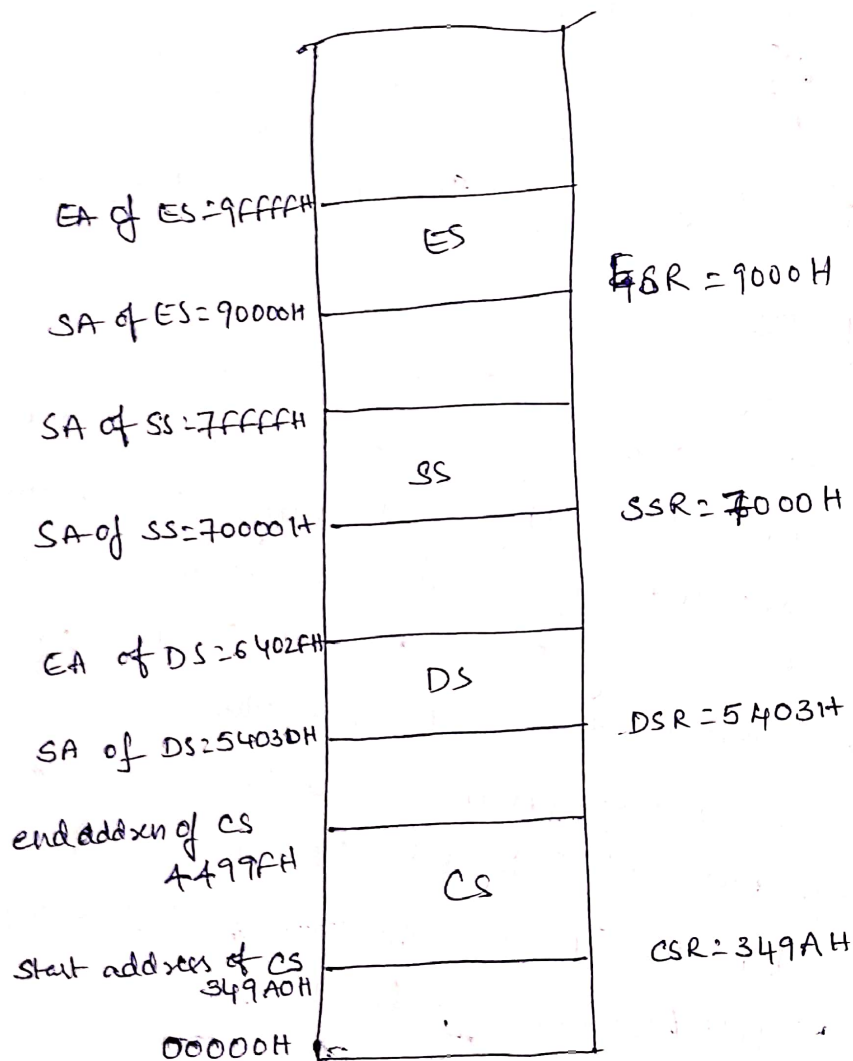 EA of ES=9FFFFH
ES
ESR = 9000H
SA of ES=90000H
SA of SS=7FFFFH
SS
SSR=7000H
SA of SS=70000H
EA of DS=6402FH
DS
DSR=5403H
SA of DS=54030H
end address of CS
4499FH
CS
CSR=349AH
Start address of CS
349A0H
00000H